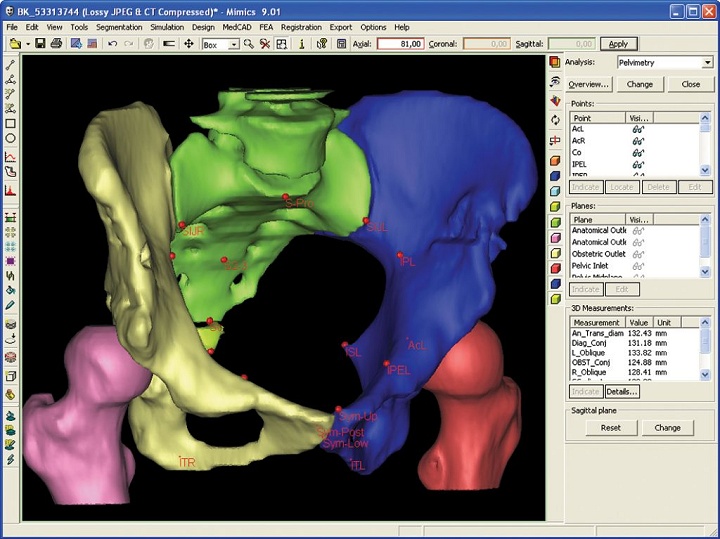 BK_53313744 (Lossy JPEG & CT Compressed)* - Mimics 9.01
File Edit View Tools Segmentation Simulation Design MedCAD FEA Registration Export Options Help
Box Axial: 81,00 Coronal: 0,00 Sagittal: 0,00 Apply
Analysis: Pelvimetry
Overview... Change Close
Points:
Point Visi...
AcL
AcR
Co
IPEL
Indicate Locate Delete Edit
Planes:
Plane Visi...
Anatomical Outk
Anatomical Outl
Obstetric Outlet
Pelvic Inlet
Pelvic Midplane
Indicate Edit
3D Measurements:
Measurement Value Unit
An_Trans_diam 132.43 mm
Diag_Conj 131.18 mm
L_Oblique 133.82 mm
OBST_Conj 124.88 mm
R_Oblique 128.41 mm
Indicate Details...
Sagittal plane
Reset Change
S-Pro
SIJR
IPL
ISL
AcL
IPEL
Sym-Up
Sym-Post
Sym-Low
ITR
ITL